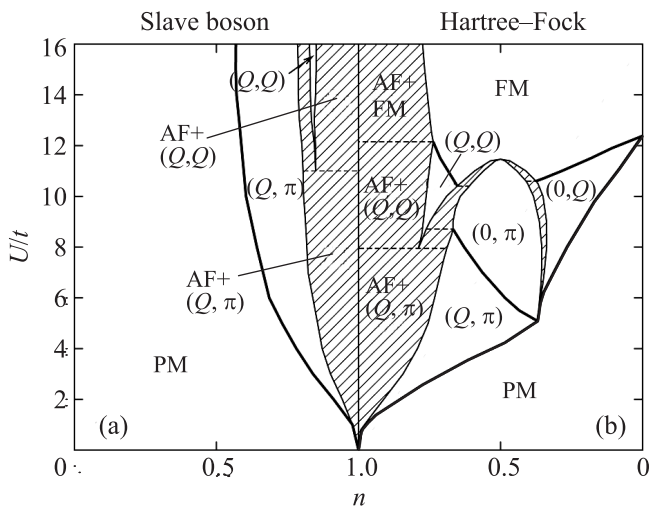 Slave boson
Hartree–Fock
16
14
12
10
8
6
4
2
0
U/t
(Q,Q)
AF+
(Q,Q)
(Q, π)
AF+
(Q, π)
PM
(a)
AF+
FM
FM
(Q,Q)
AF+
(Q,Q)
(0,Q)
(0, π)
AF+
(Q, π)
(Q, π)
PM
(b)
0.5
1.0
0.5
0
n